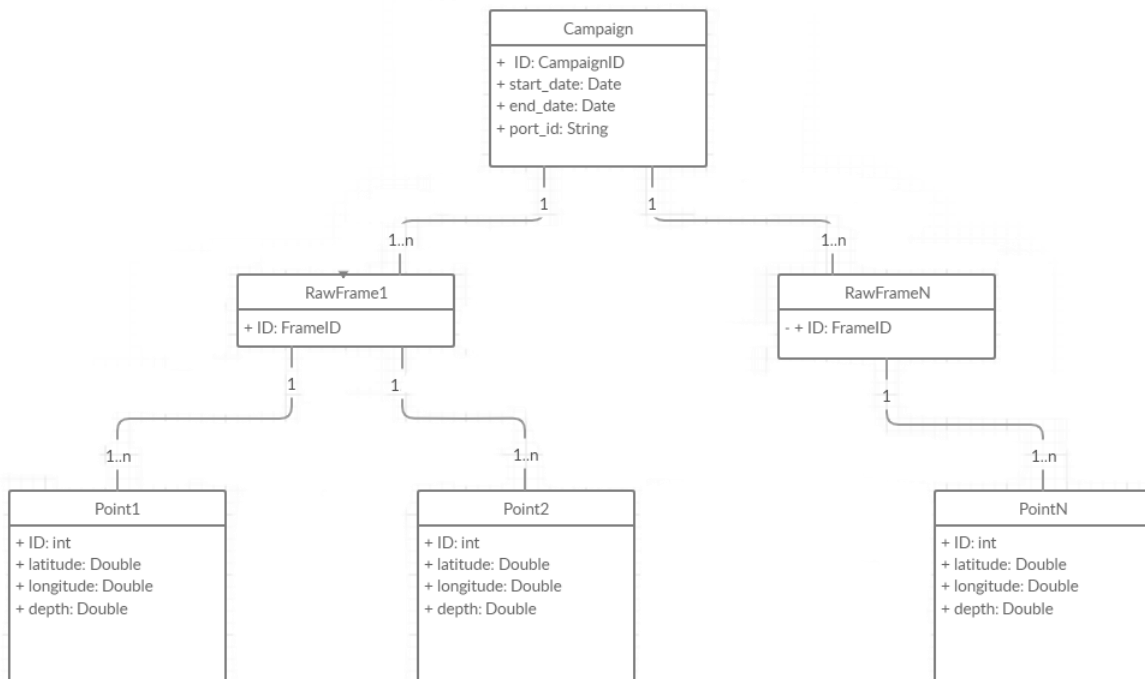 Campaign
+ ID: CampaignID
+ start_date: Date
+ end_date: Date
+ port_id: String
1
1
1..n
1..n
RawFrame1
+ ID: FrameID
RawFrameN
- + ID: FrameID
1
1
1
1..n
1..n
1..n
Point1
+ ID: int
+ latitude: Double
+ longitude: Double
+ depth: Double
Point2
+ ID: int
+ latitude: Double
+ longitude: Double
+ depth: Double
PointN
+ ID: int
+ latitude: Double
+ longitude: Double
+ depth: Double